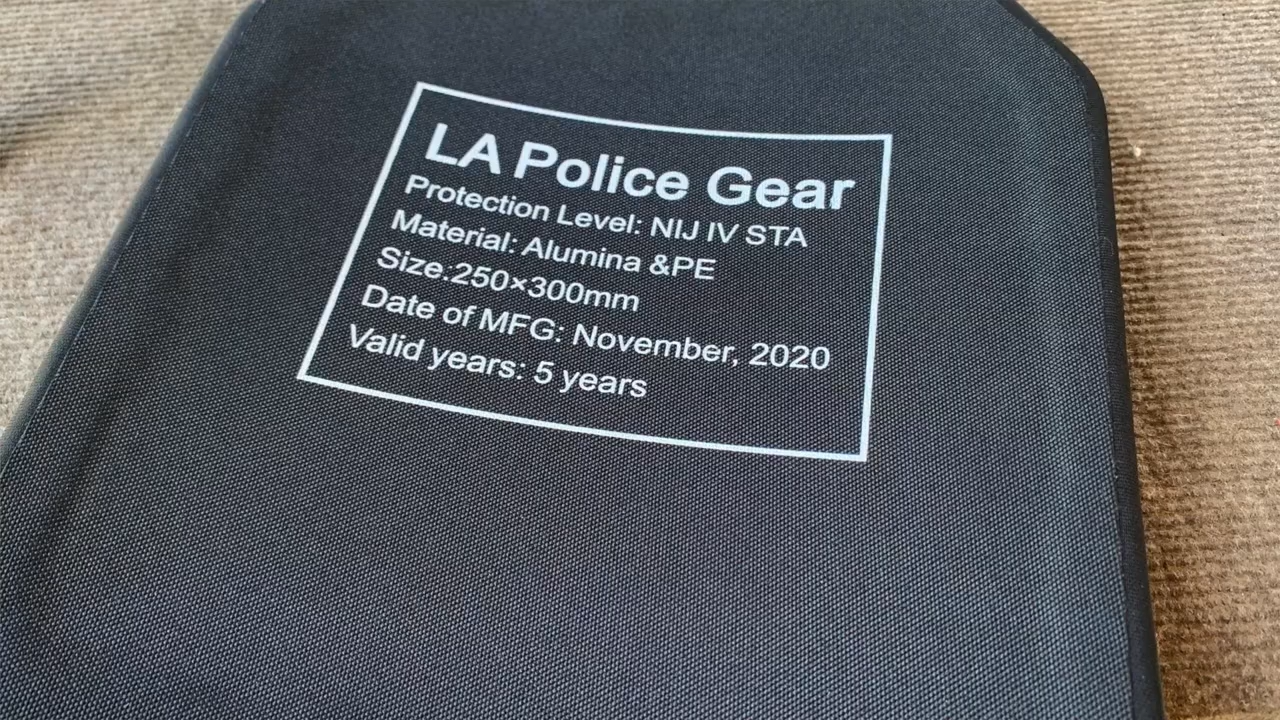 LA Police Gear
Protection Level: NIJ IV STA
Material: Alumina &PE
Size:250×300mm
Date of MFG: November, 2020
Valid years: 5 years